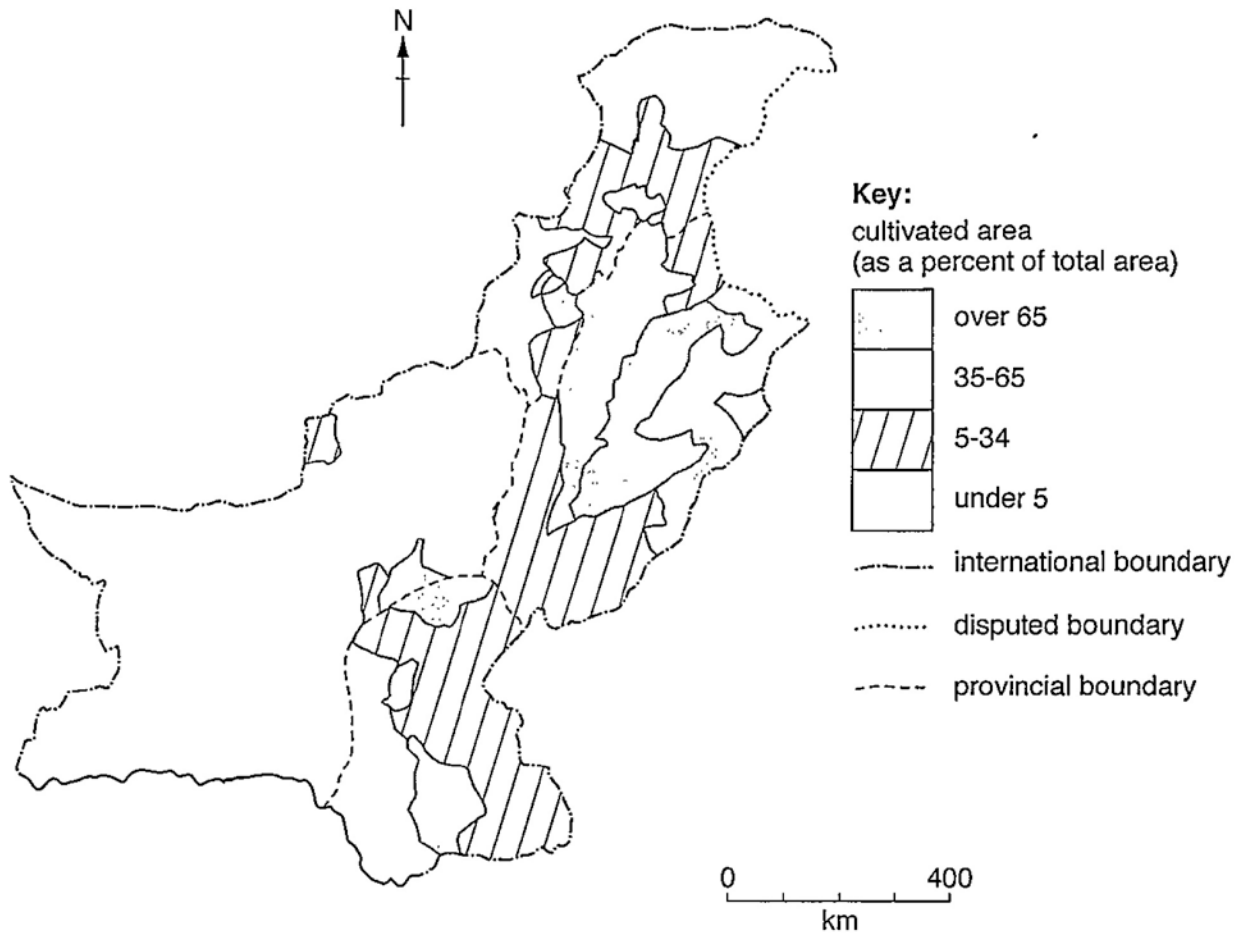 N
Key:
cultivated area
(as a percent of total area)
over 65
35-65
5-34
under 5
international boundary
disputed boundary
provincial boundary
0 400
km